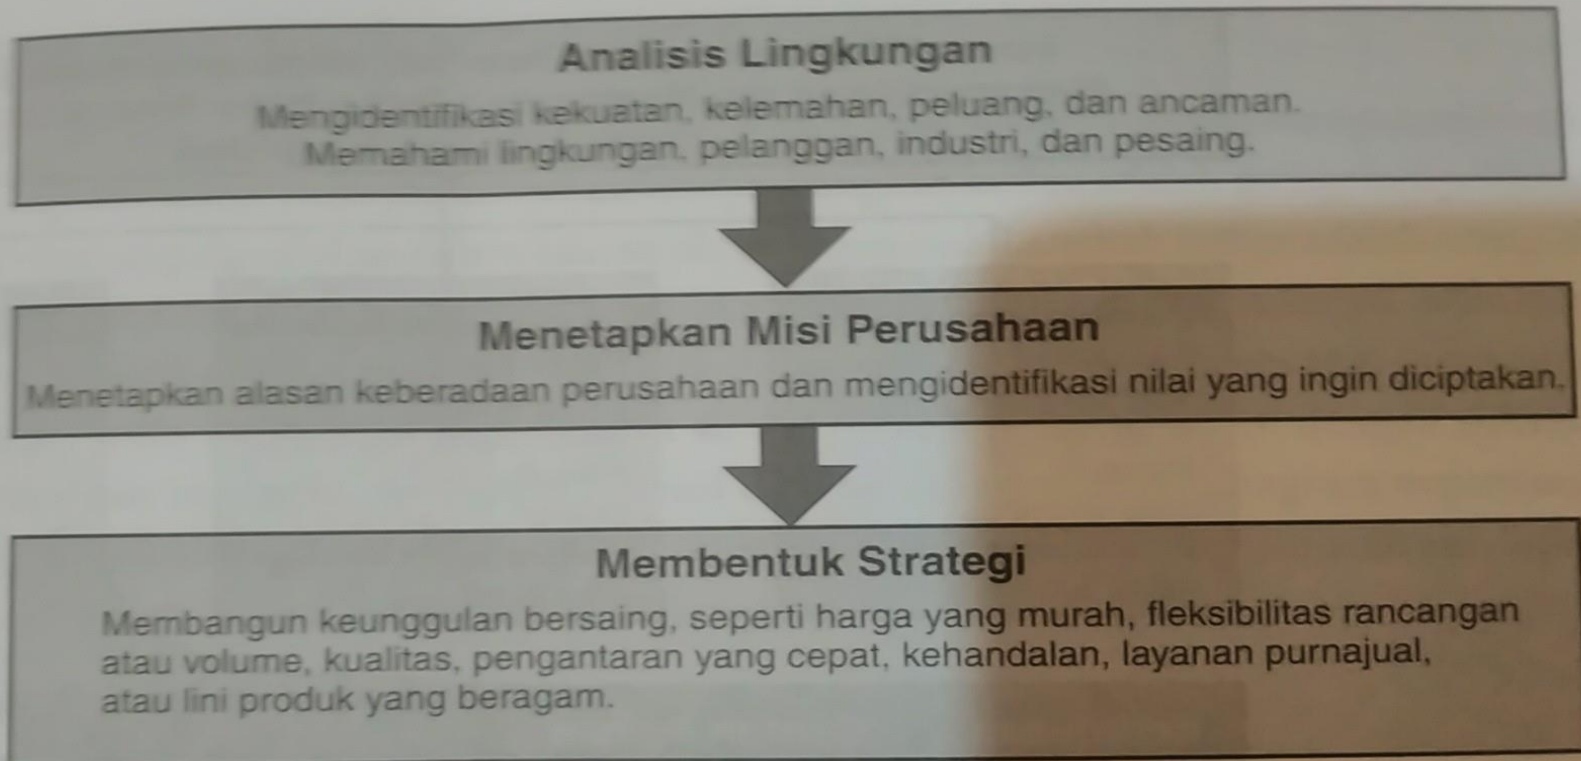 Analisis Lingkungan
Mengidentifikasi kekuatan, kelemahan, peluang, dan ancaman.
Memahami lingkungan, pelanggan, industri, dan pesaing.
Menetapkan Misi Perusahaan
Menetapkan alasan keberadaan perusahaan dan mengidentifikasi nilai yang ingin diciptakan.
Membentuk Strategi
Membangun keunggulan bersaing, seperti harga yang murah, fleksibilitas rancangan
atau volume, kualitas, pengantaran yang cepat, kehandalan, layanan purnajual,
atau lini produk yang beragam.